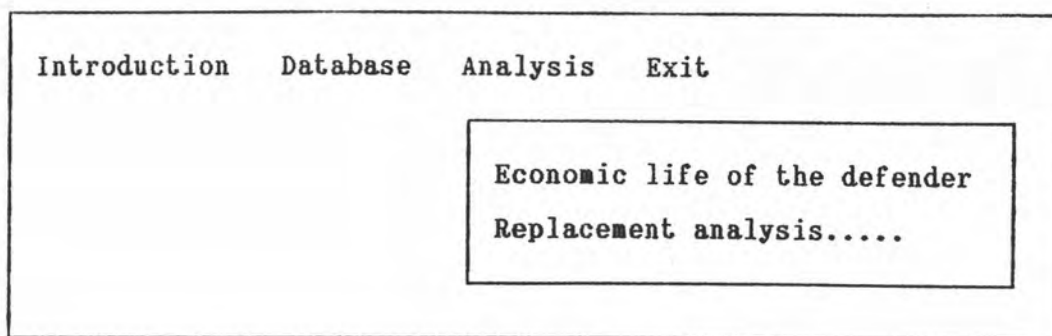 Introduction Database Analysis Exit
Economic life of the defender
Replacement analysis.....